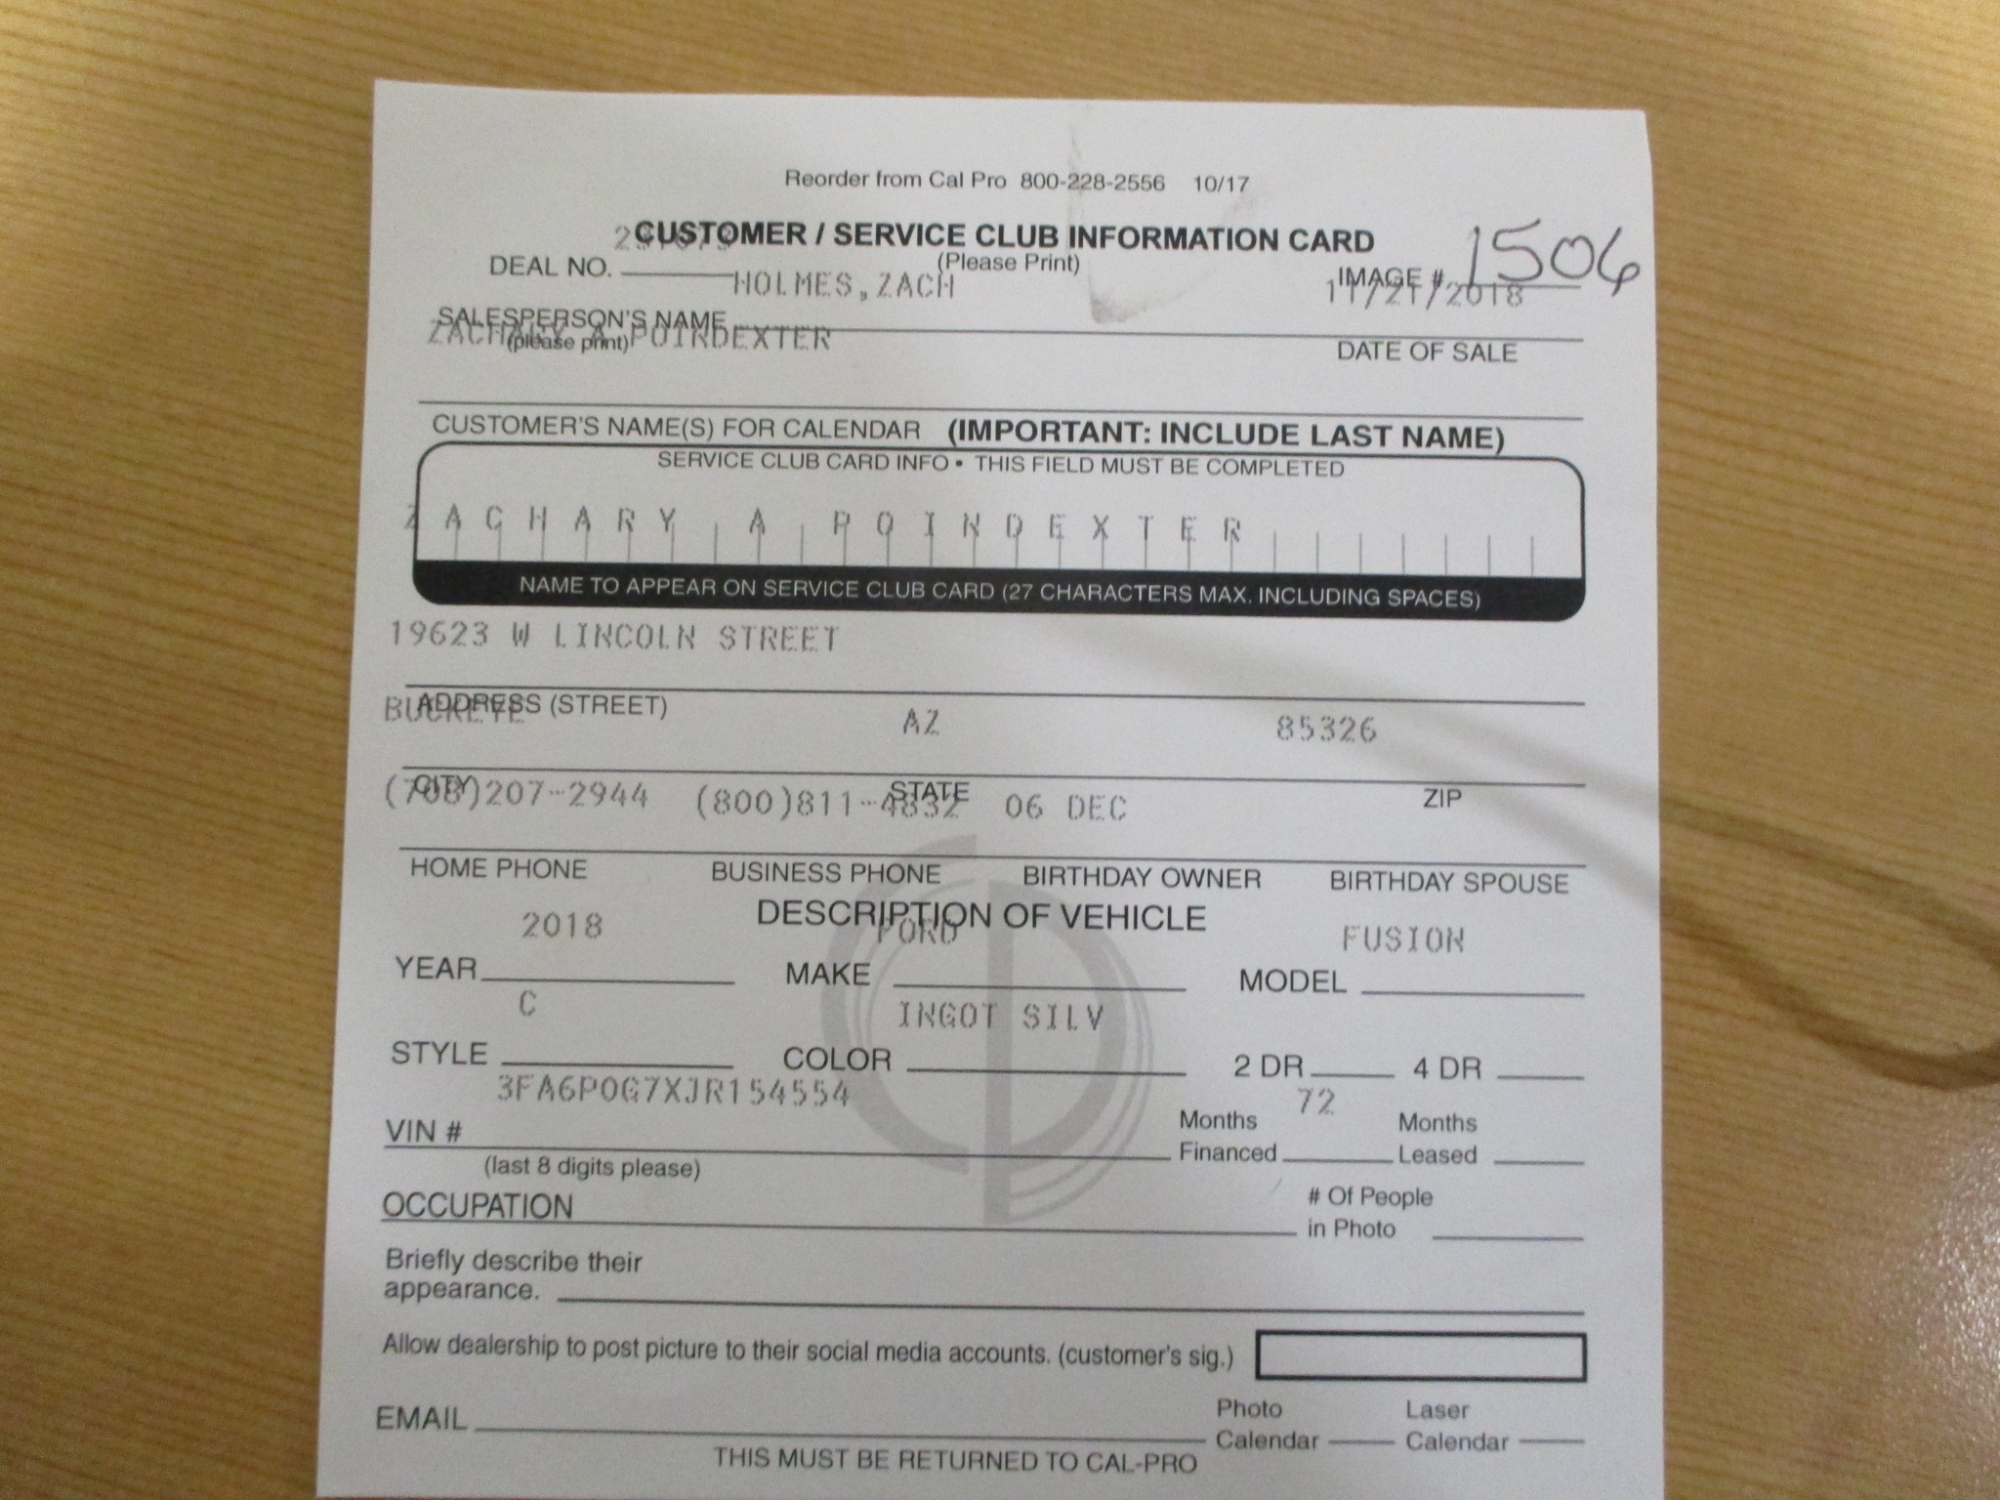 Reorder from Cal Pro 800-228-2556 10/17
CUSTOMER / SERVICE CLUB INFORMATION CARD
(Please Print)
DEAL NO.
IMAGE # 1506
HOLMES,ZACH
11/21/2018
SALESPERSON'S NAME
(please print)
ZACHARY A POINDEXTER
DATE OF SALE
CUSTOMER'S NAME(S) FOR CALENDAR (IMPORTANT: INCLUDE LAST NAME)
SERVICE CLUB CARD INFO • THIS FIELD MUST BE COMPLETED
ZACHARY A POINDEXTER
NAME TO APPEAR ON SERVICE CLUB CARD (27 CHARACTERS MAX. INCLUDING SPACES)
19623 W LINCOLN STREET
ADDRESS (STREET)
BUCKEYE AZ 85326
CITY STATE ZIP
(708)207-2944 (800)811-4832 06 DEC
HOME PHONE BUSINESS PHONE BIRTHDAY OWNER BIRTHDAY SPOUSE
DESCRIPTION OF VEHICLE
2018 FORD FUSION
YEAR MAKE MODEL
C INGOT SILV
STYLE COLOR 2 DR 4 DR
3FA6P0G7XJR154554 72
VIN # Months Financed Months Leased
(last 8 digits please)
OCCUPATION # Of People in Photo
Briefly describe their
appearance.
Allow dealership to post picture to their social media accounts. (customer's sig.)
EMAIL Photo Calendar Laser Calendar
THIS MUST BE RETURNED TO CAL-PRO